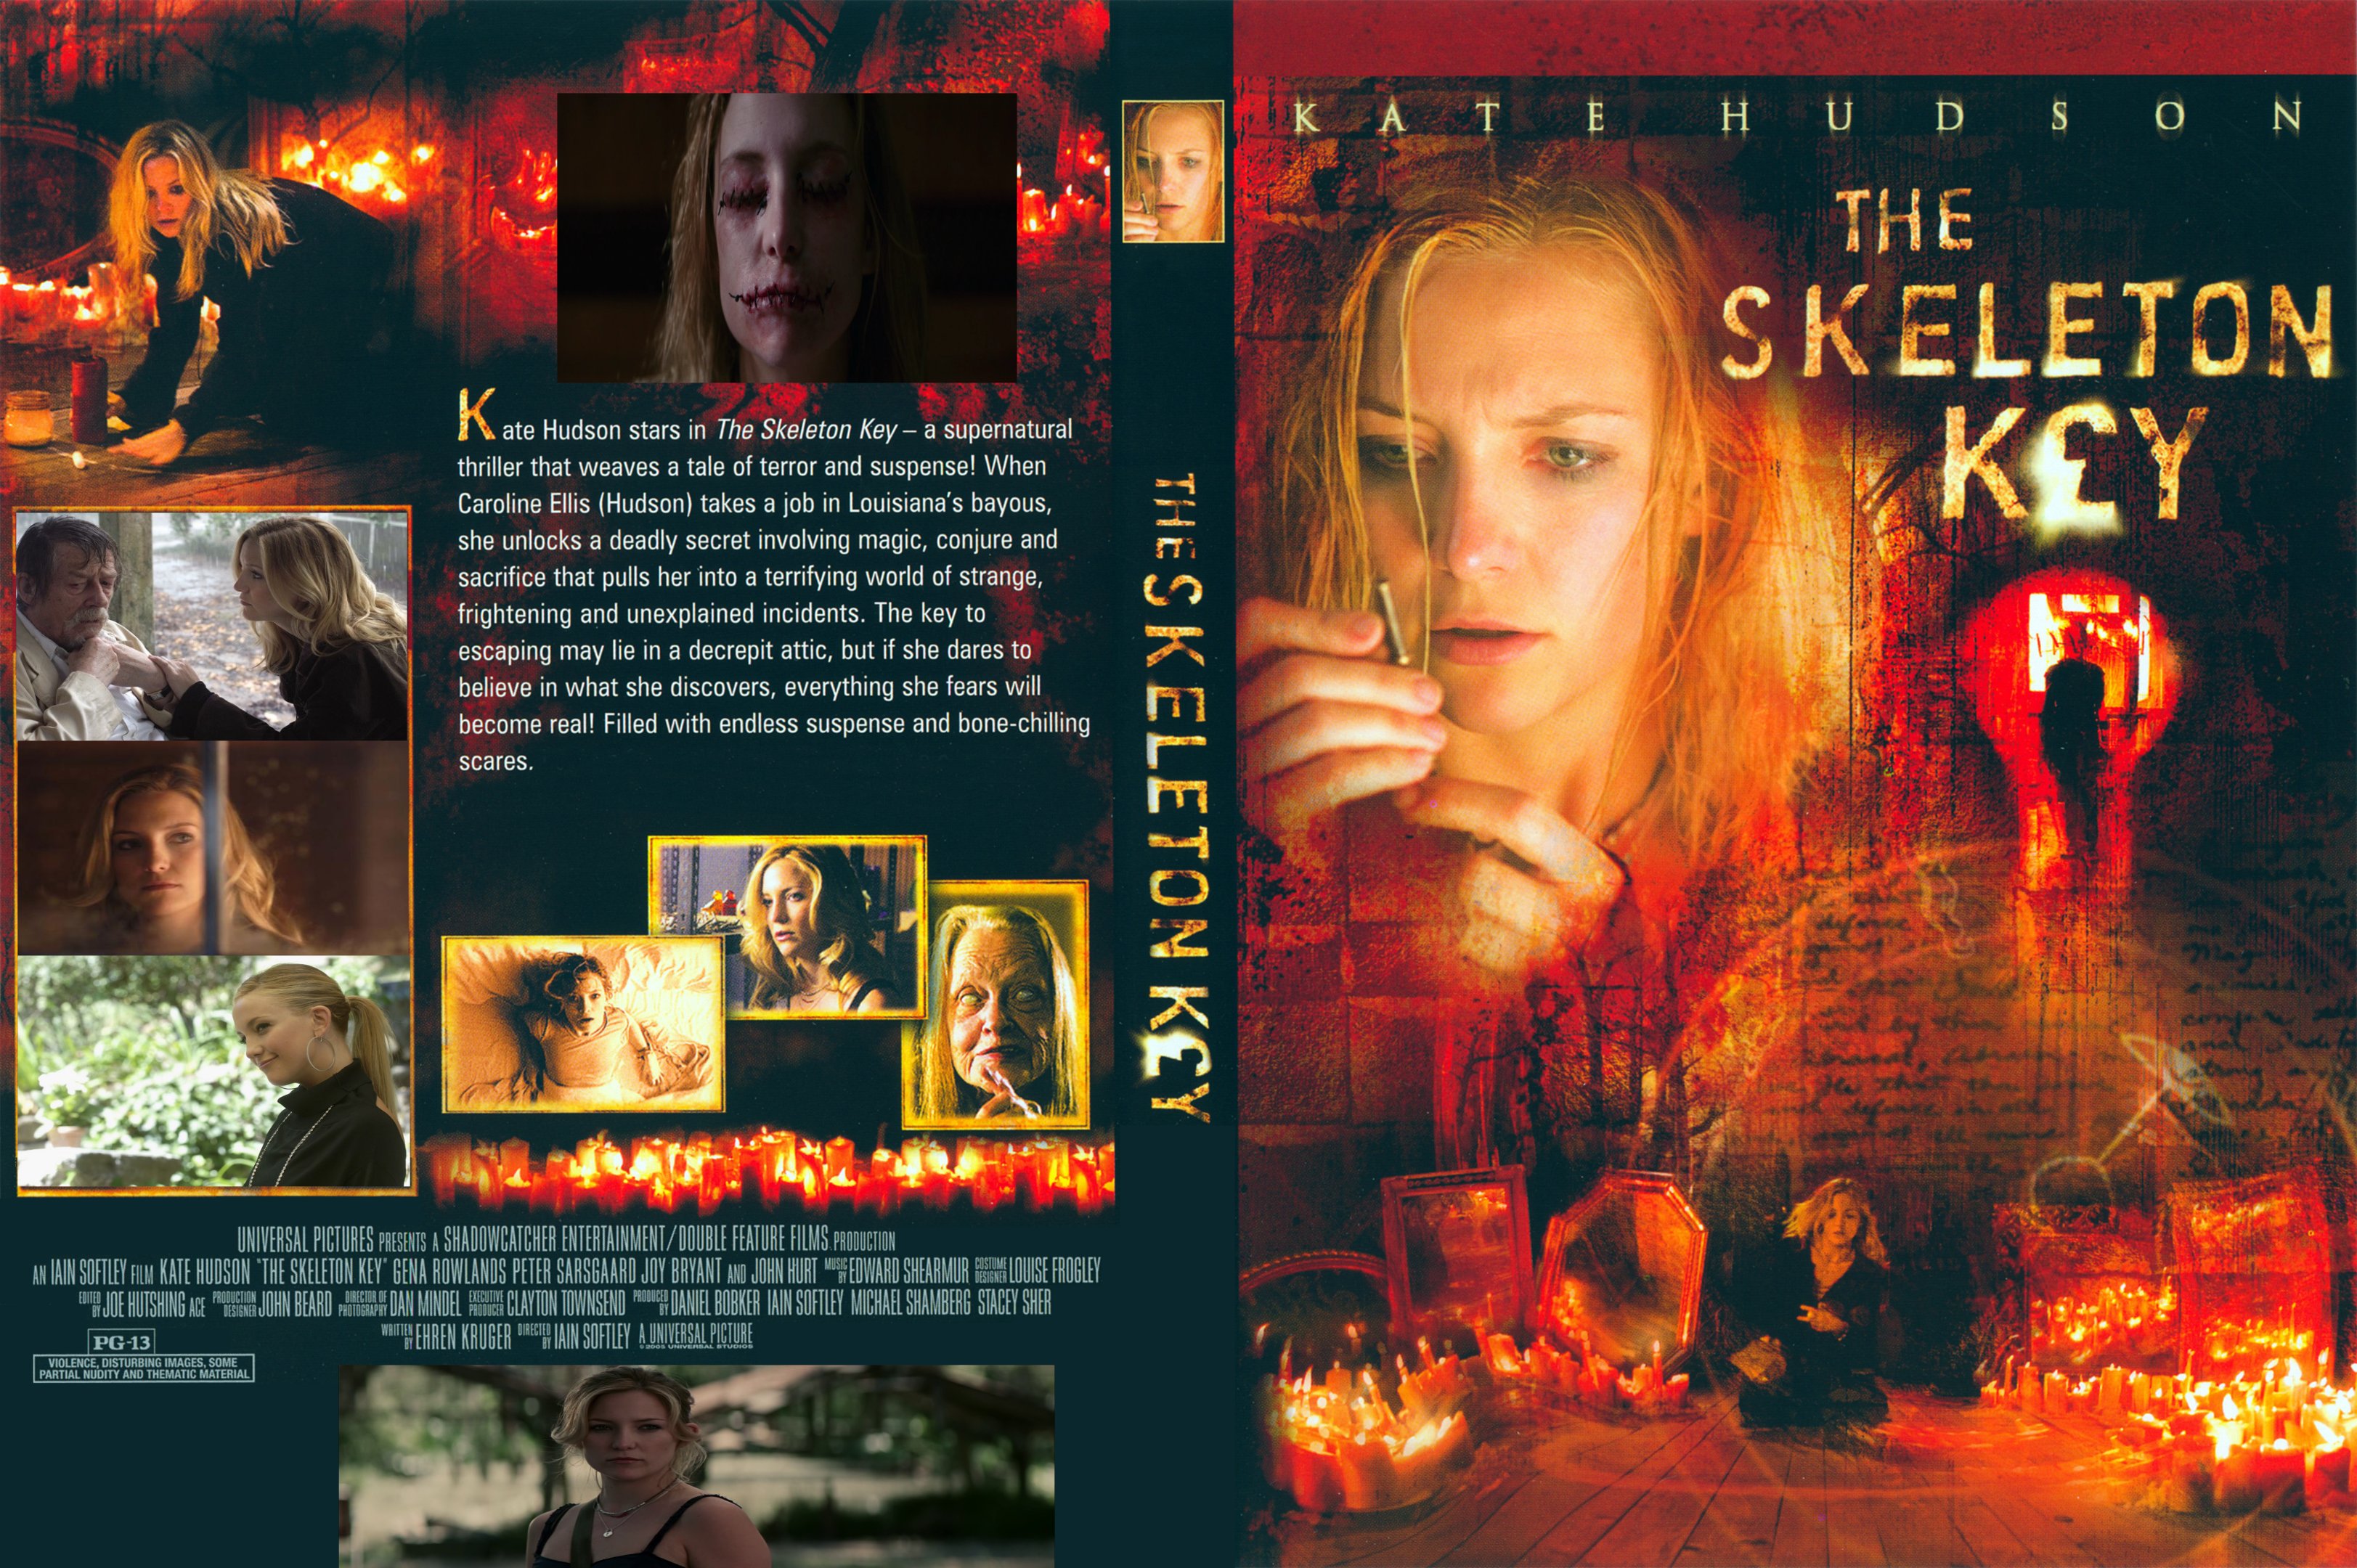 Kate Hudson stars in The Skeleton Key – a supernatural
thriller that weaves a tale of terror and suspense! When
Caroline Ellis (Hudson) takes a job in Louisiana's bayous,
she unlocks a deadly secret involving magic, conjure and
sacrifice that pulls her into a terrifying world of strange,
frightening and unexplained incidents. The key to
escaping may lie in a decrepit attic, but if she dares to
believe in what she discovers, everything she fears will
become real! Filled with endless suspense and bone-chilling
scares.
UNIVERSAL PICTURES PRESENTS A SHADOWCATCHER ENTERTAINMENT/DOUBLE FEATURE FILMS PRODUCTION
AN IAIN SOFTLEY FILM KATE HUDSON "THE SKELETON KEY" GENA ROWLANDS PETER SARSGAARD JOY BRYANT AND JOHN HURT MUSIC BY EDWARD SHEARMUR COSTUME DESIGNER LOUISE FROGLEY
EDITED BY JOE HUTSHING ACE PRODUCTION DESIGNER JOHN BEARD DIRECTOR OF PHOTOGRAPHY DAN MINDEL EXECUTIVE PRODUCER CLAYTON TOWNSEND PRODUCED BY DANIEL BOBKER IAIN SOFTLEY MICHAEL SHAMBERG STACEY SHER
WRITTEN BY EHREN KRUGER DIRECTED BY IAIN SOFTLEY A UNIVERSAL PICTURE
© 2005 UNIVERSAL STUDIOS
PG-13
VIOLENCE, DISTURBING IMAGES, SOME
PARTIAL NUDITY AND THEMATIC MATERIAL
THE SKELETON K£Y
KATE HUDSON
THE
SKELETON
K£Y